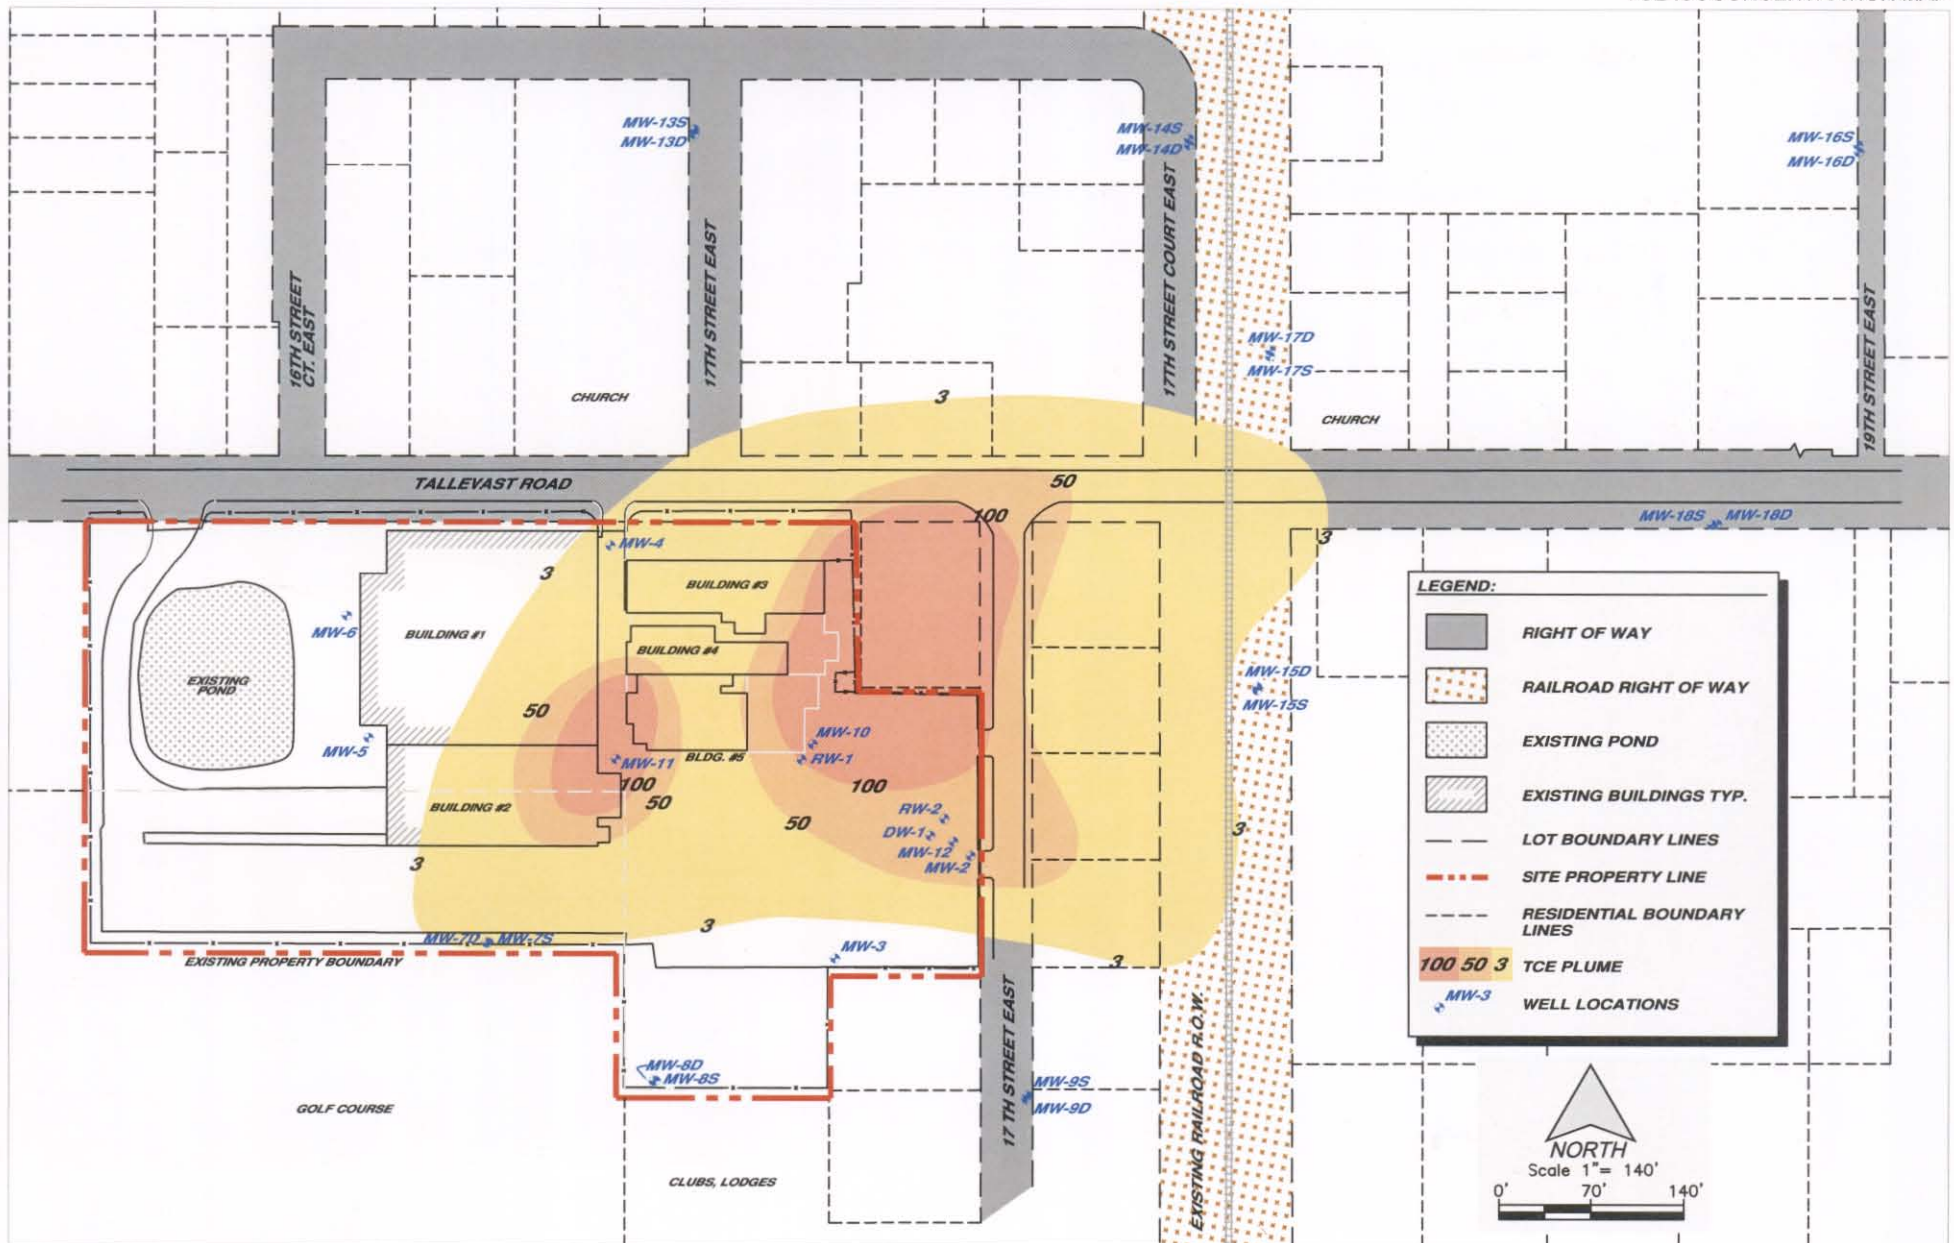 MW-13S
MW-13D
MW-14S
MW-14D
MW-16S
MW-16D
16TH STREET
CT. EAST
17TH STREET EAST
17TH STREET COURT EAST
19TH STREET EAST
MW-17D
MW-17S
CHURCH
3
CHURCH
TALLEVAST ROAD
50
100
MW-18S
MW-18D
3
MW-4
3
BUILDING #3
MW-6
BUILDING #1
BUILDING #4
EXISTING
POND
MW-15D
MW-15S
50
MW-5
MW-10
RW-1
MW-11
BLDG. #5
100
50
100
BUILDING #2
50
RW-2
DW-1
MW-12
MW-2
3
3
3
MW-7D
MW-7S
MW-3
EXISTING PROPERTY BOUNDARY
3
MW-8D
MW-8S
MW-9S
MW-9D
17 TH STREET EAST
EXISTING RAILROAD R.O.W.
GOLF COURSE
CLUBS, LODGES
LEGEND:
RIGHT OF WAY
RAILROAD RIGHT OF WAY
EXISTING POND
EXISTING BUILDINGS TYP.
LOT BOUNDARY LINES
SITE PROPERTY LINE
RESIDENTIAL BOUNDARY
LINES
100 50 3 TCE PLUME
MW-3
WELL LOCATIONS
NORTH
Scale 1"= 140'
0' 70' 140'